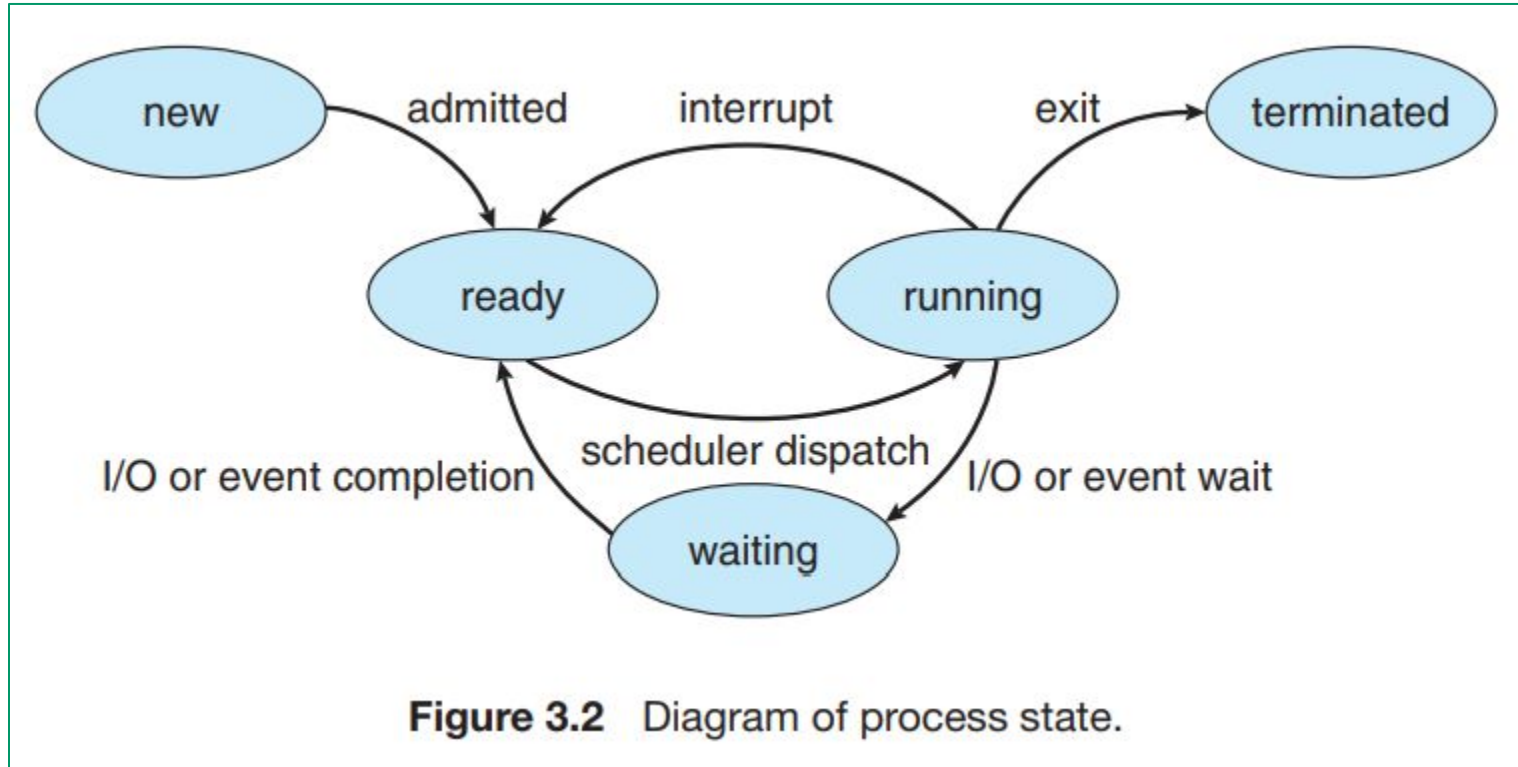 new
admitted
interrupt
exit
terminated
ready
running
scheduler dispatch
I/O or event completion
I/O or event wait
waiting
Figure 3.2 Diagram of process state.